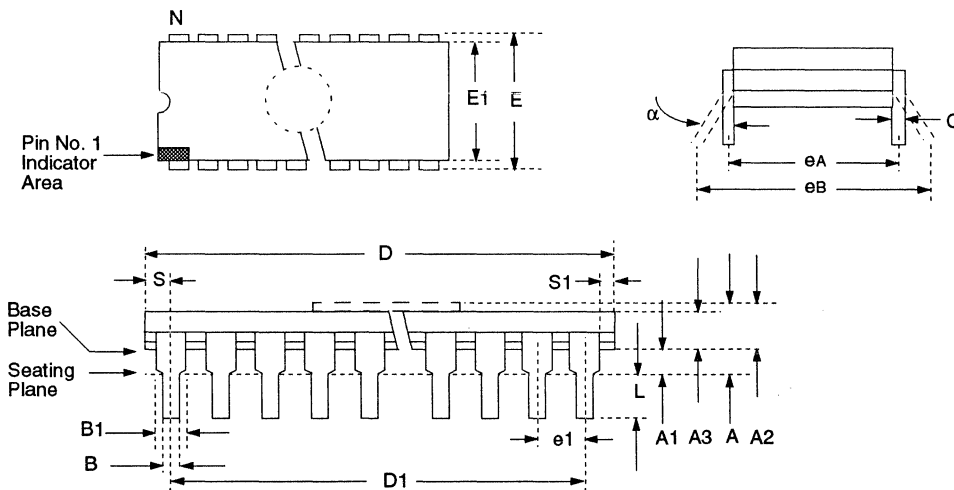 N
E1
E
Pin No. 1
Indicator
Area
α
C
eA
eB
D
S
S1
Base
Plane
Seating
Plane
L
B1
e1
A1
A3
A
A2
B
D1